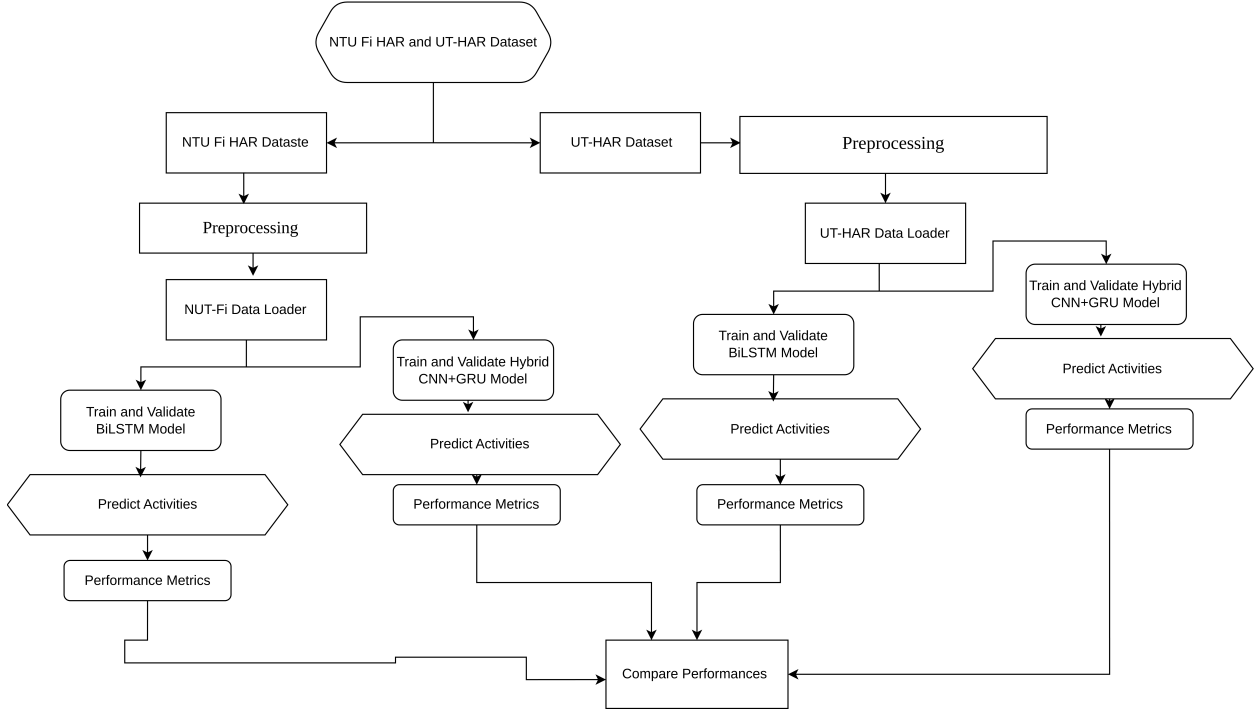 NTU Fi HAR and UT-HAR Dataset
NTU Fi HAR Dataste
UT-HAR Dataset
Preprocessing
Preprocessing
UT-HAR Data Loader
NUT-Fi Data Loader
Train and Validate Hybrid
CNN+GRU Model
Train and Validate
BiLSTM Model
Train and Validate Hybrid
CNN+GRU Model
Predict Activities
Train and Validate
BiLSTM Model
Predict Activities
Predict Activities
Performance Metrics
Predict Activities
Performance Metrics
Performance Metrics
Performance Metrics
Compare Performances